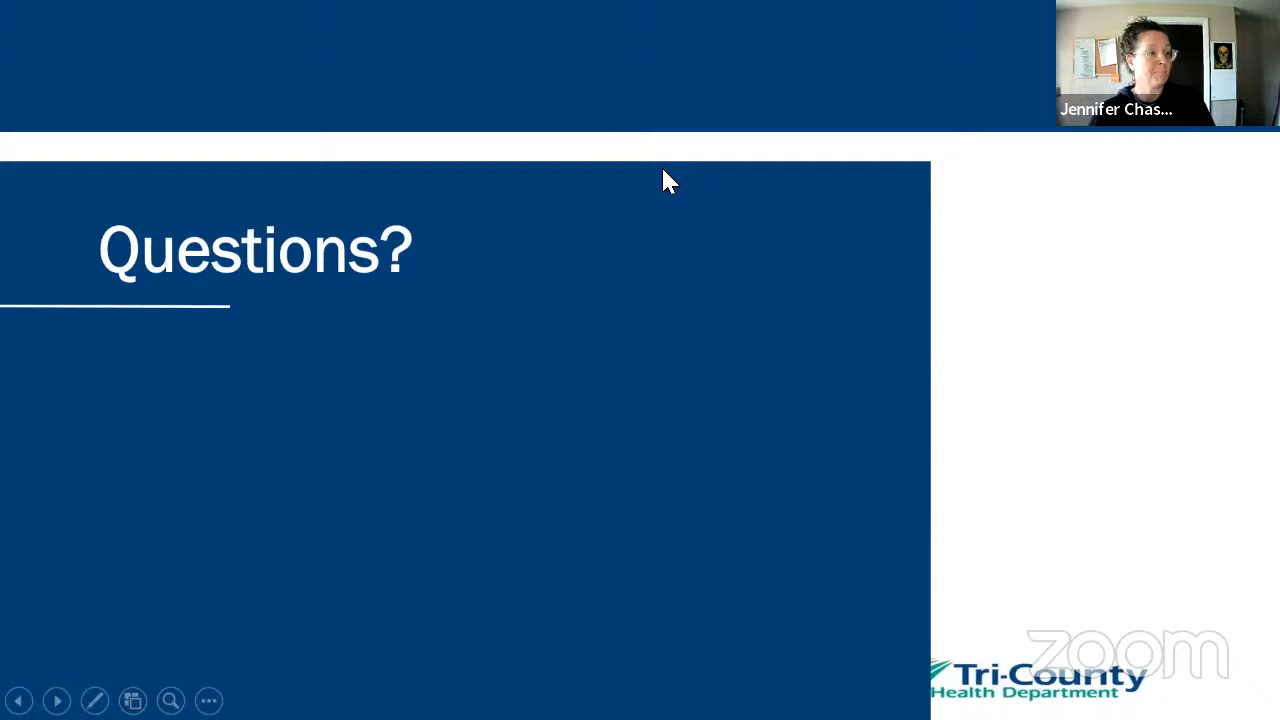 Jennifer Chas...
Questions?
zoom
Tri-County
Health Department